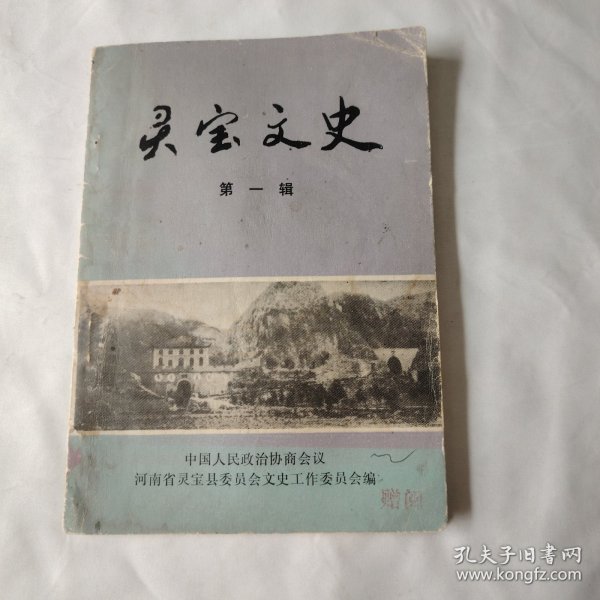 灵宝文史
第一辑
中国人民政治协商会议
河南省灵宝县委员会文史工作委员会编
赠阅
孔夫子旧书网
www.kongfz.com